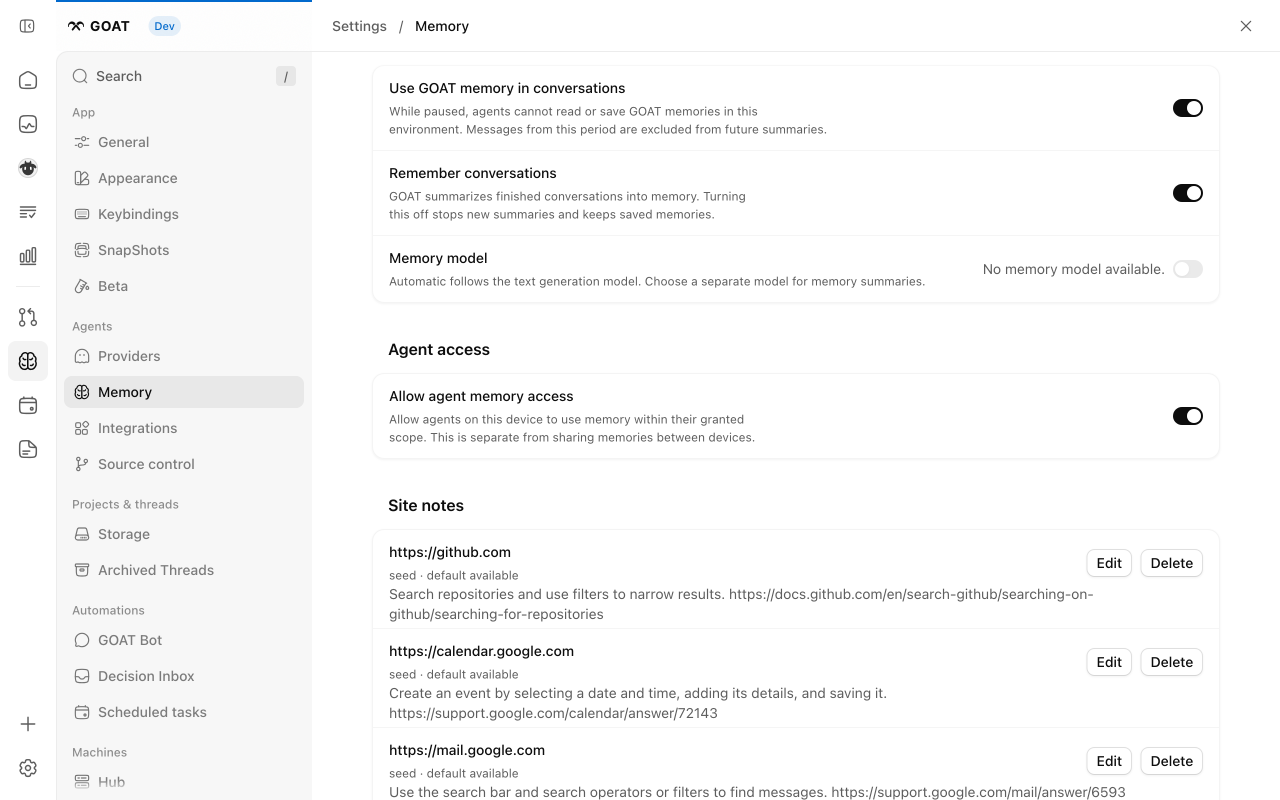 GOAT
Dev
Settings / Memory
Search
/
App
General
Appearance
Keybindings
SnapShots
Beta
Agents
Providers
Memory
Integrations
Source control
Projects & threads
Storage
Archived Threads
Automations
GOAT Bot
Decision Inbox
Scheduled tasks
Machines
Hub
Use GOAT memory in conversations
While paused, agents cannot read or save GOAT memories in this
environment. Messages from this period are excluded from future summaries.
Remember conversations
GOAT summarizes finished conversations into memory. Turning
this off stops new summaries and keeps saved memories.
Memory model
Automatic follows the text generation model. Choose a separate model for memory summaries.
No memory model available.
Agent access
Allow agent memory access
Allow agents on this device to use memory within their granted
scope. This is separate from sharing memories between devices.
Site notes
https://github.com
seed · default available
Search repositories and use filters to narrow results. https://docs.github.com/en/search-github/searching-on-
github/searching-for-repositories
Edit
Delete
https://calendar.google.com
seed · default available
Create an event by selecting a date and time, adding its details, and saving it.
https://support.google.com/calendar/answer/72143
Edit
Delete
https://mail.google.com
seed · default available
Use the search bar and search operators or filters to find messages. https://support.google.com/mail/answer/6593
Edit
Delete